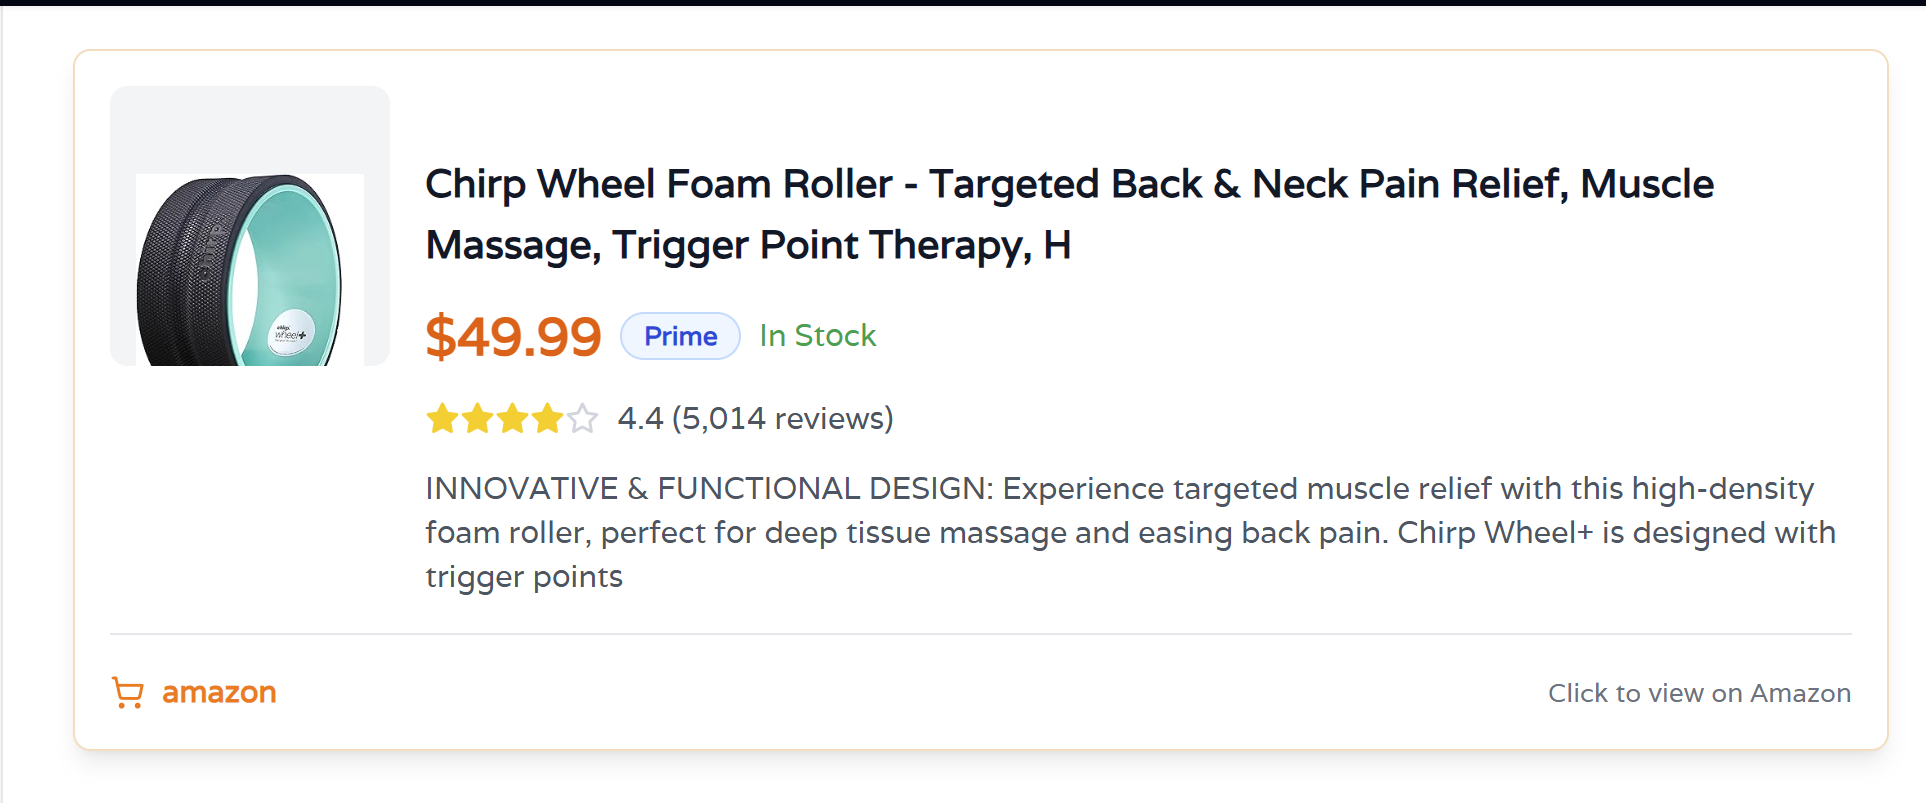 Chirp Wheel Foam Roller - Targeted Back & Neck Pain Relief, Muscle
Massage, Trigger Point Therapy, H
$49.99 Prime In Stock
4.4 (5,014 reviews)
INNOVATIVE & FUNCTIONAL DESIGN: Experience targeted muscle relief with this high-density
foam roller, perfect for deep tissue massage and easing back pain. Chirp Wheel+ is designed with
trigger points
chirp
chirp
wheel+
amazon
Click to view on Amazon